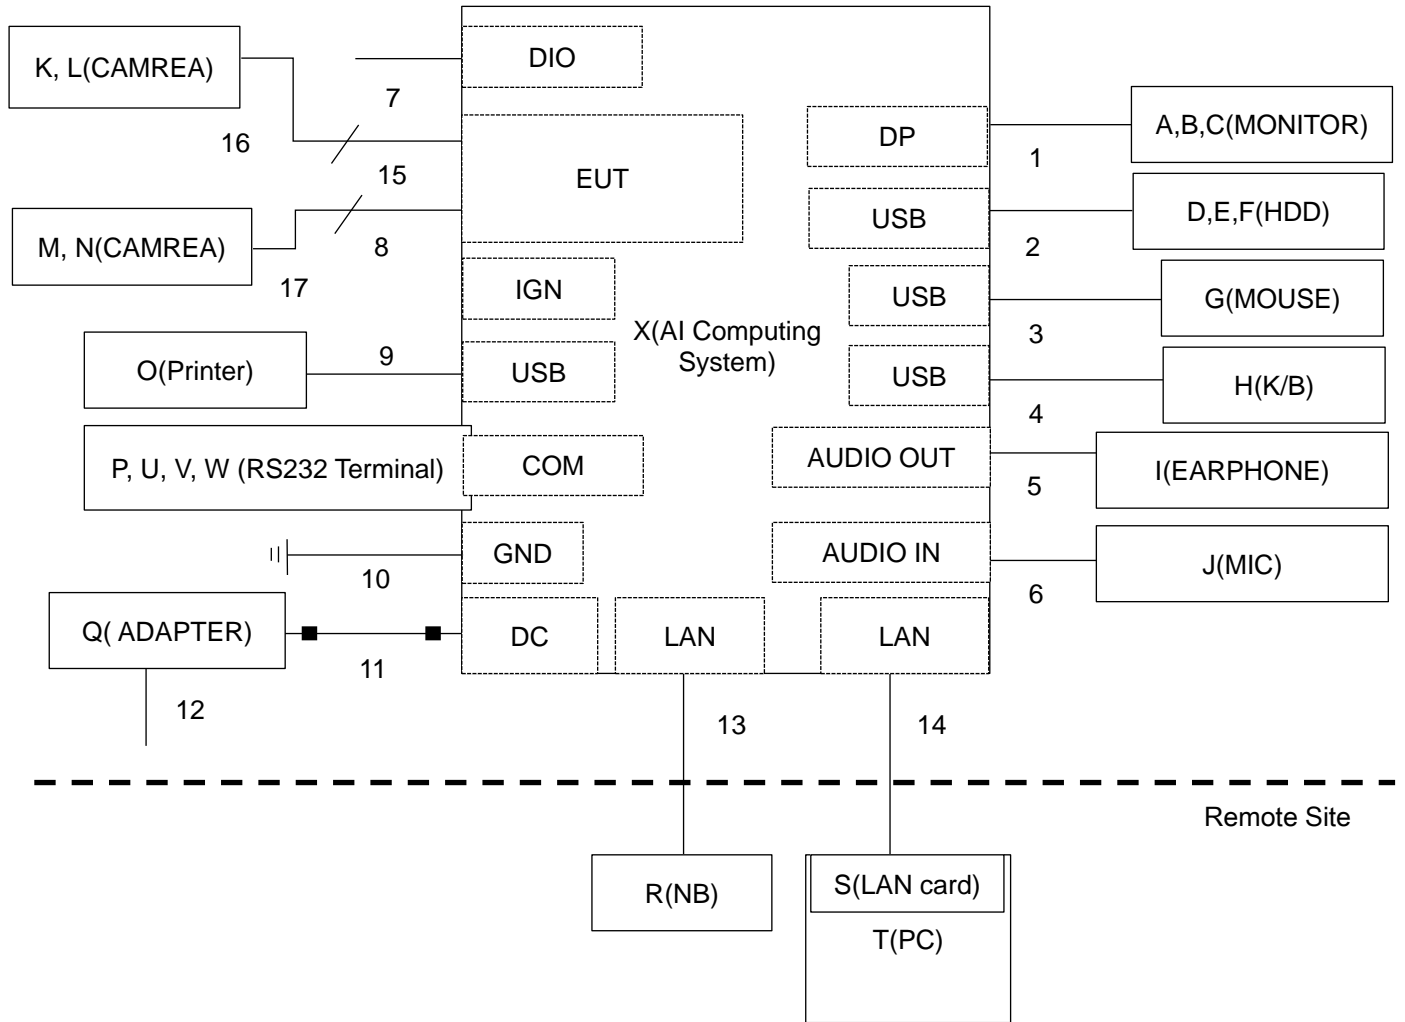 K, L(CAMREA)
DIO
7
16
15
EUT
DP
1
A,B,C(MONITOR)
USB
2
D,E,F(HDD)
M, N(CAMREA)
8
17
IGN
USB
3
G(MOUSE)
X(AI Computing
System)
O(Printer)
9
USB
USB
4
H(K/B)
P, U, V, W (RS232 Terminal)
COM
AUDIO OUT
5
I(EARPHONE)
GND
10
AUDIO IN
6
J(MIC)
Q( ADAPTER)
11
12
DC
LAN
LAN
13
14
Remote Site
R(NB)
S(LAN card)
T(PC)